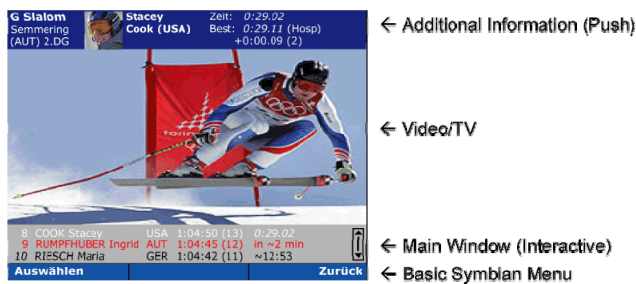 G Slalom Stacey Zeit: 0:29.02
Semmering Cook (USA) Best: 0:29.11 (Hosp)
(AUT) 2.DG +0:00.09 (2)
← Additional Information (Push)
torino
← Video/TV
8 COOK Stacey USA 1:04:50 (13) 0:29.02
9 RUMPFHUBER Ingrid AUT 1:04:45 (12) in ~2 min
10 RIESCH Maria GER 1:04:42 (11) ~12:53
← Main Window (Interactive)
Auswählen Zurück
← Basic Symbian Menu